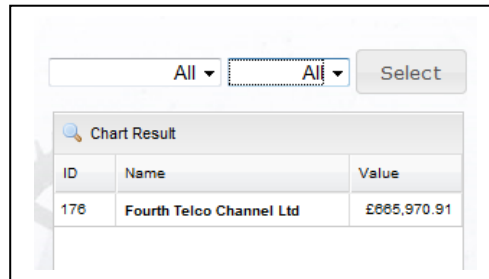 All All Select
Chart Result
ID Name Value
176 Fourth Telco Channel Ltd £665,970.91